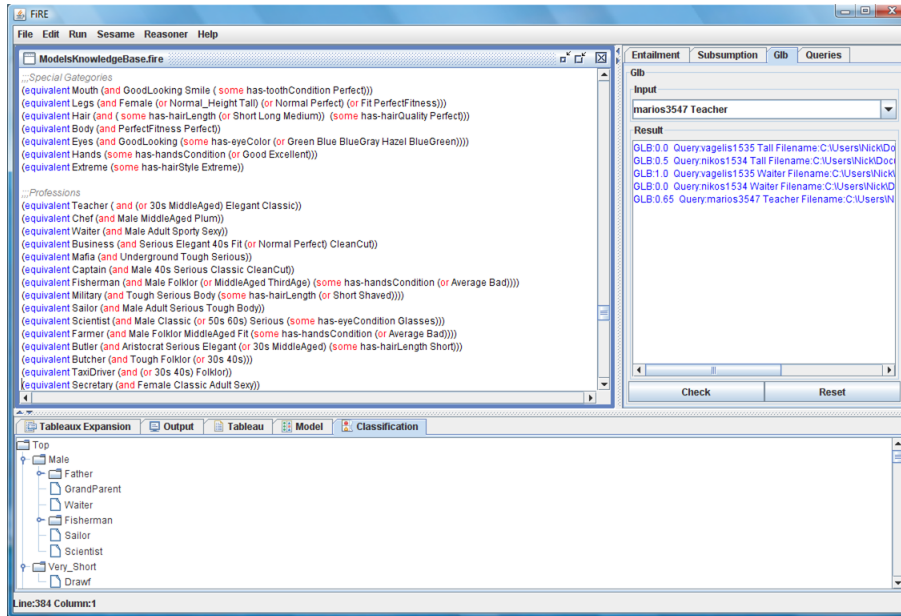 FiRE
File Edit Run Sesame Reasoner Help
ModelsKnowledgeBase.fire
;;;Special Gategories
(equivalent Mouth (and GoodLooking Smile ( some has-toothCondition Perfect)))
(equivalent Legs (and Female (or Normal_Height Tall) (or Normal Perfect) (or Fit PerfectFitness)))
(equivalent Hair (and ( some has-hairLength (or Short Long Medium)) (some has-hairQuality Perfect)))
(equivalent Body (and PerfectFitness Perfect))
(equivalent Eyes (and GoodLooking (some has-eyeColor (or Green Blue BlueGray Hazel BlueGreen))))
(equivalent Hands (some has-handsCondition (or Good Excellent)))
(equivalent Extreme (some has-hairStyle Extreme))
;;;Professions
(equivalent Teacher ( and (or 30s MiddleAged) Elegant Classic))
(equivalent Chef (and Male MiddleAged Plum))
(equivalent Waiter (and Male Adult Sporty Sexy))
(equivalent Business (and Serious Elegant 40s Fit (or Normal Perfect) CleanCut))
(equivalent Mafia (and Underground Tough Serious))
(equivalent Captain (and Male 40s Serious Classic CleanCut))
(equivalent Fisherman (and Male Folklor (or MiddleAged ThirdAge) (some has-handsCondition (or Average Bad))))
(equivalent Military (and Tough Serious Body (some has-hairLength (or Short Shaved))))
(equivalent Sailor (and Male Adult Serious Tough Body))
(equivalent Scientist (and Male Classic (or 50s 60s) Serious (some has-eyeCondition Glasses)))
(equivalent Farmer (and Male Folklor MiddleAged Fit (some has-handsCondition (or Average Bad))))
(equivalent Butler (and Aristocrat Serious Elegant (or 30s MiddleAged) (some has-hairLength Short)))
(equivalent Butcher (and Tough Folklor (or 30s 40s)))
(equivalent TaxiDriver (and (or 30s 40s) Folklor))
(equivalent Secretary (and Female Classic Adult Sexy))
Entailment Subsumption Glb Queries
Glb
Input
marios3547 Teacher
Result
GLB:0.0 Query:vagelis1535 Tall Filename:C:\Users\Nick\Do
GLB:0.5 Query:nikos1534 Tall Filename:C:\Users\Nick\Docu
GLB:1.0 Query:vagelis1535 Waiter Filename:C:\Users\Nick\
GLB:0.0 Query:nikos1534 Waiter Filename:C:\Users\Nick\D
GLB:0.65 Query:marios3547 Teacher Filename:C:\Users\N
Check Reset
Tableaux Expansion Output Tableau Model Classification
Top
Male
Father
GrandParent
Waiter
Fisherman
Sailor
Scientist
Very_Short
Drawf
Line:384 Column:1